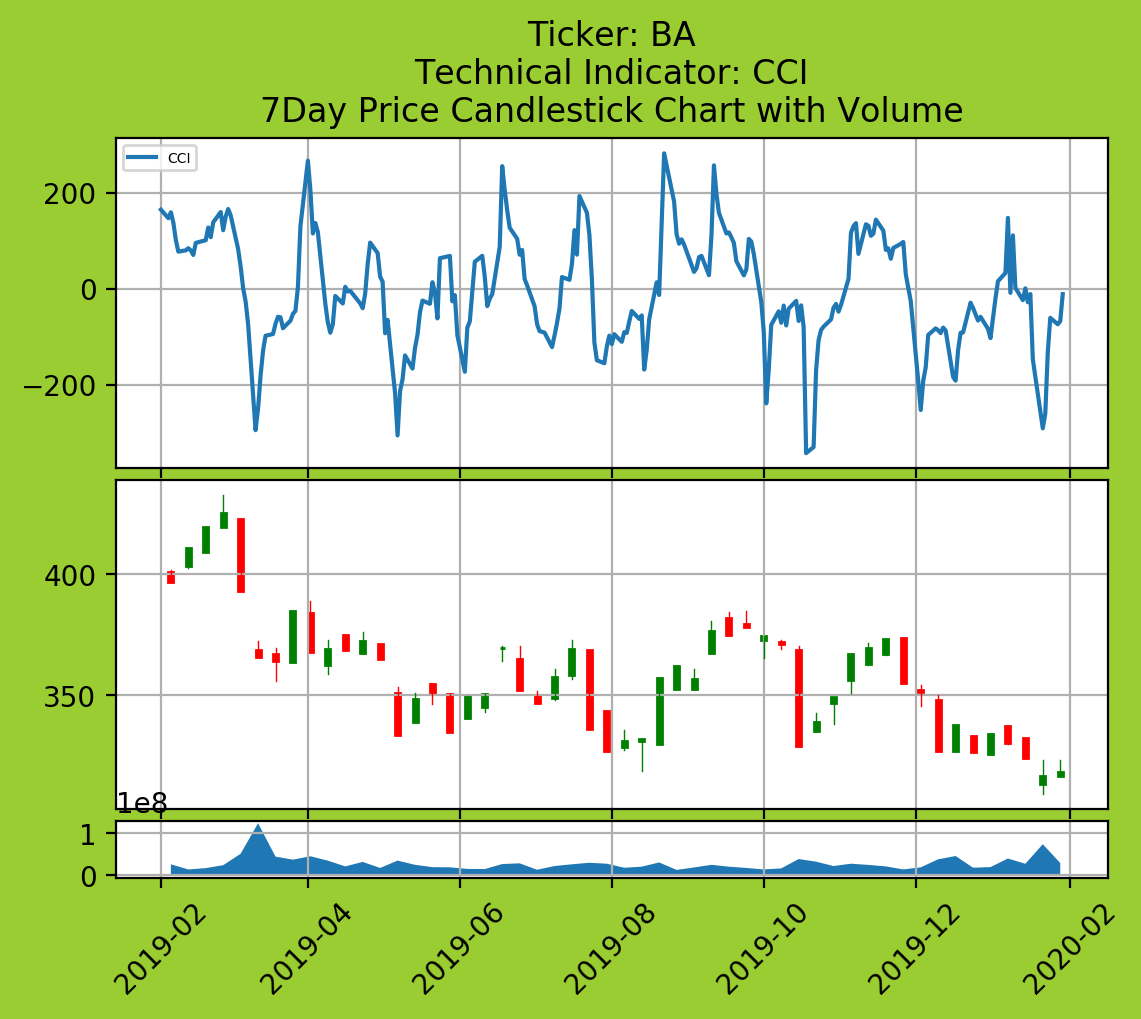 Ticker: BA
Technical Indicator: CCI
7Day Price Candlestick Chart with Volume
CCI
200
0
−200
400
350
1e8
1
0
2019-02
2019-04
2019-06
2019-08
2019-10
2019-12
2020-02